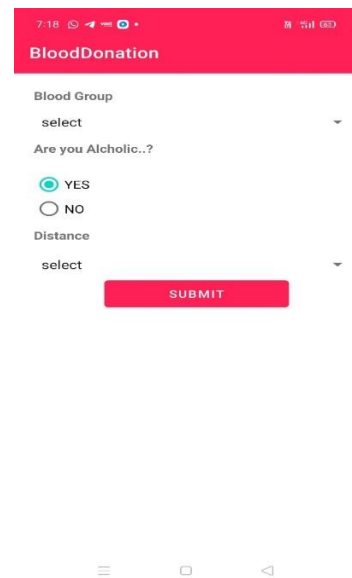 7:18
BloodDonation
Blood Group
select
Are you Alcholic..?
YES
NO
Distance
select
SUBMIT